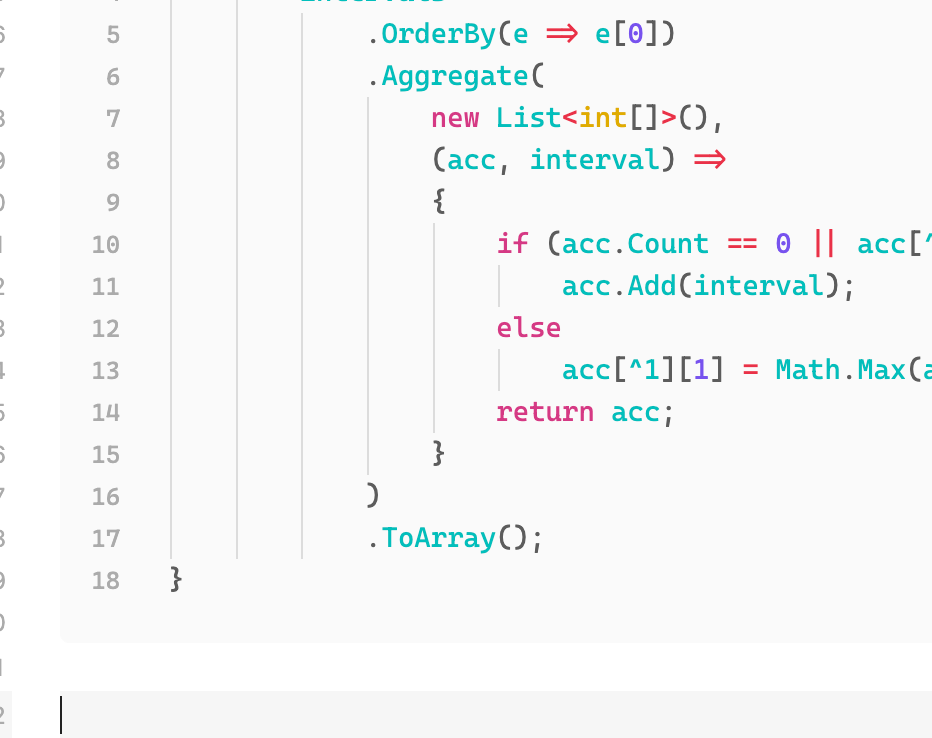 5 .OrderBy(e => e[0])
6 .Aggregate(
7 new List<int[]>(),
8 (acc, interval) =>
9 {
10 if (acc.Count == 0 || acc[^
11 acc.Add(interval);
12 else
13 acc[^1][1] = Math.Max(a
14 return acc;
15 }
16 )
17 .ToArray();
18 }